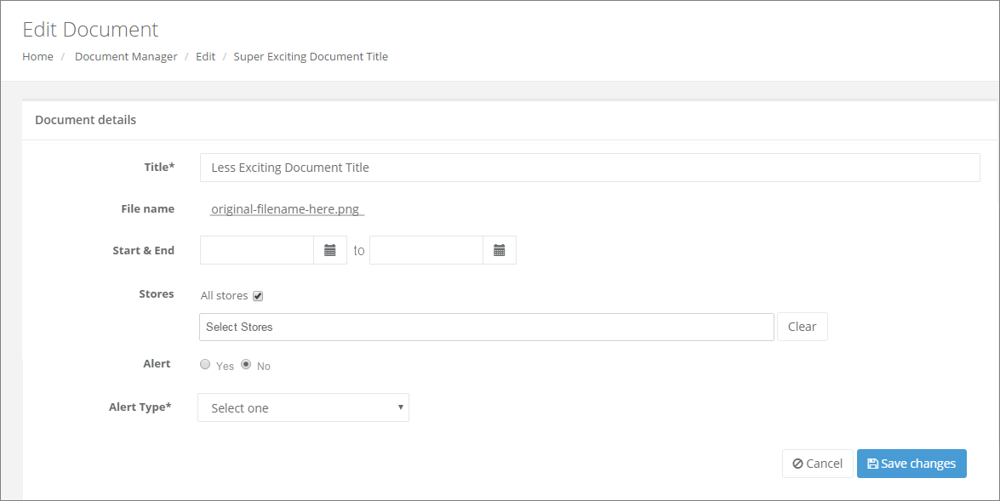 Edit Document
Home / Document Manager / Edit / Super Exciting Document Title
Document details
Title* Less Exciting Document Title
File name original-filename-here.png
Start & End to
Stores All stores
Select Stores Clear
Alert Yes No
Alert Type* Select one
Cancel Save changes